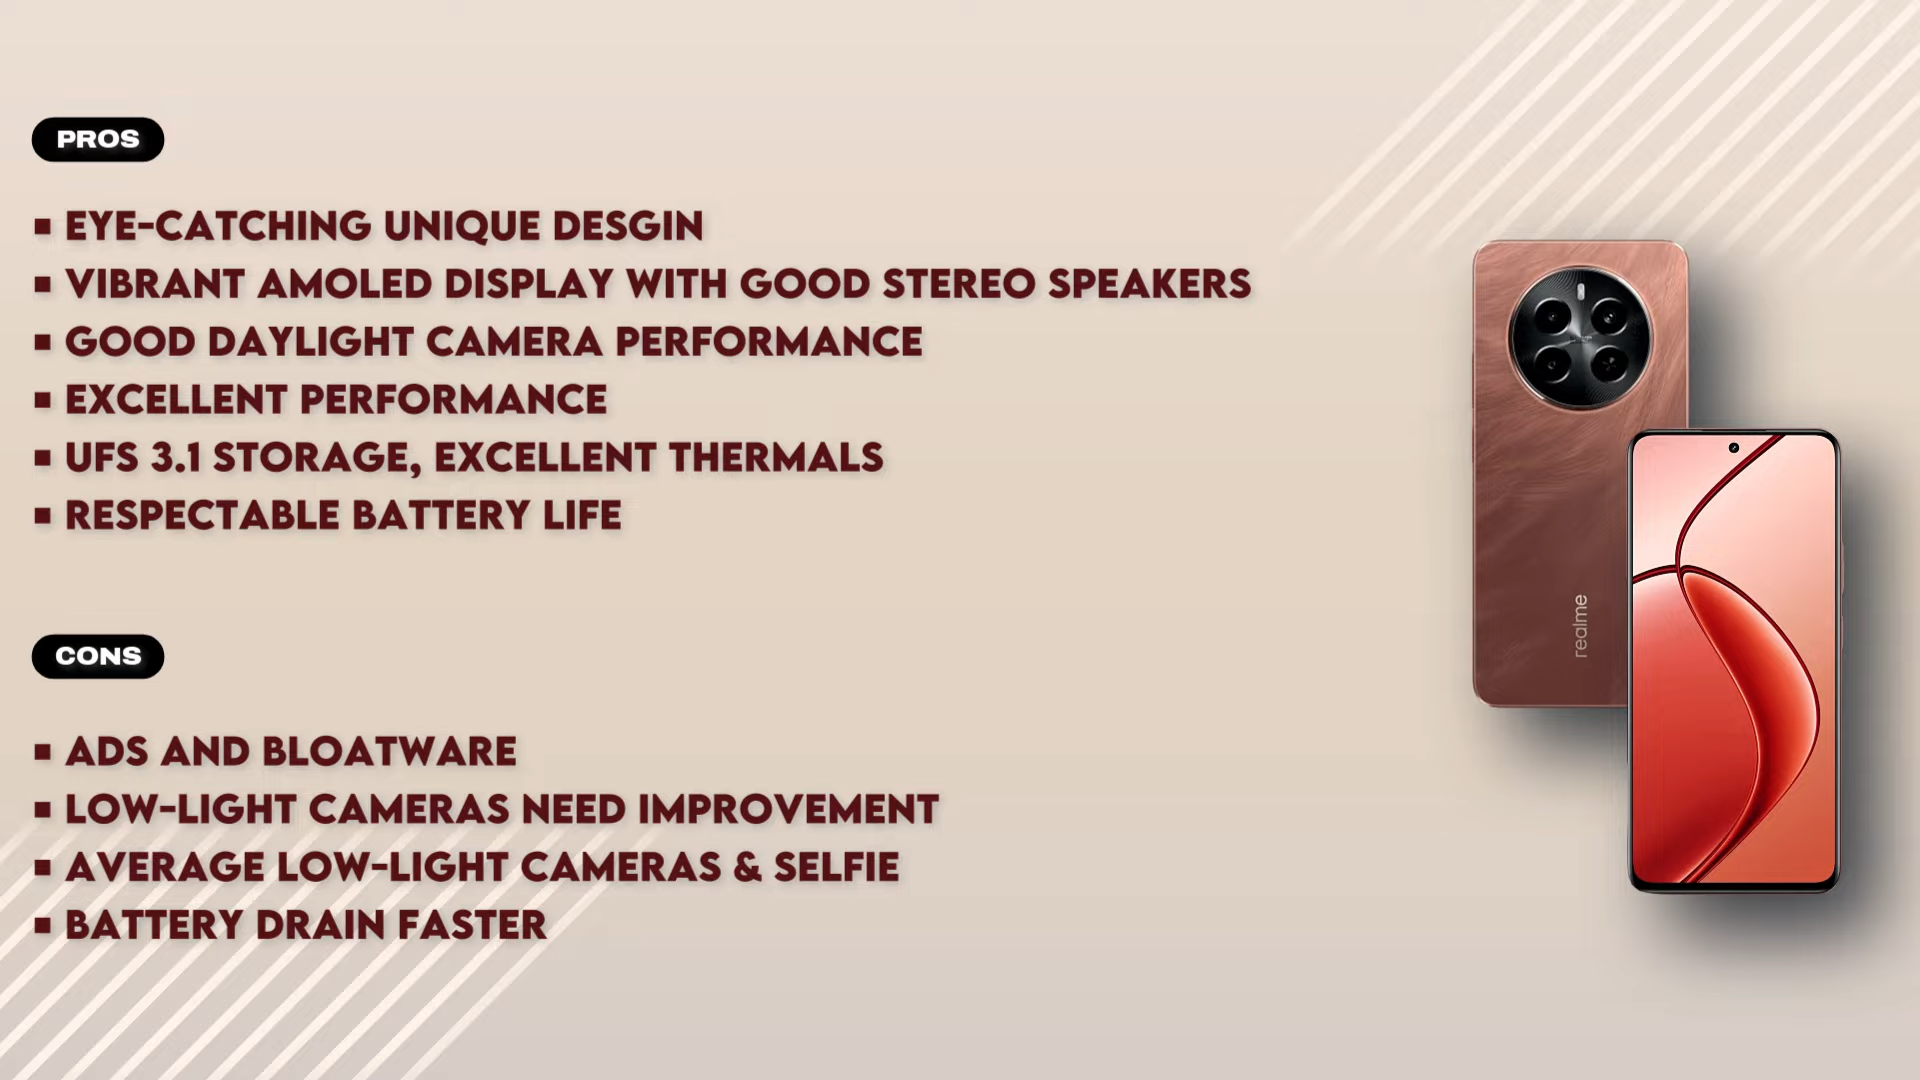 PROS
▪ EYE-CATCHING UNIQUE DESGIN
▪ VIBRANT AMOLED DISPLAY WITH GOOD STEREO SPEAKERS
▪ GOOD DAYLIGHT CAMERA PERFORMANCE
▪ EXCELLENT PERFORMANCE
▪ UFS 3.1 STORAGE, EXCELLENT THERMALS
▪ RESPECTABLE BATTERY LIFE
realme
CONS
▪ ADS AND BLOATWARE
▪ LOW-LIGHT CAMERAS NEED IMPROVEMENT
▪ AVERAGE LOW-LIGHT CAMERAS & SELFIE
▪ BATTERY DRAIN FASTER